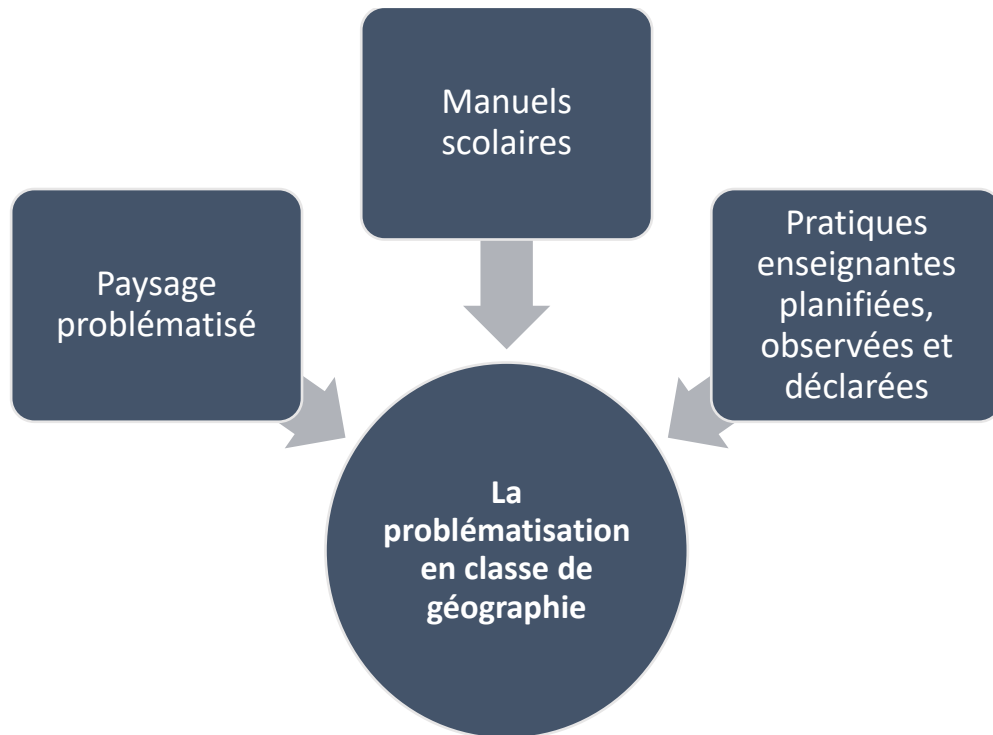 Manuels
scolaires
Paysage
problématisé
Pratiques
enseignantes
planifiées,
observées et
déclarées
La
problématisation
en classe de
géographie